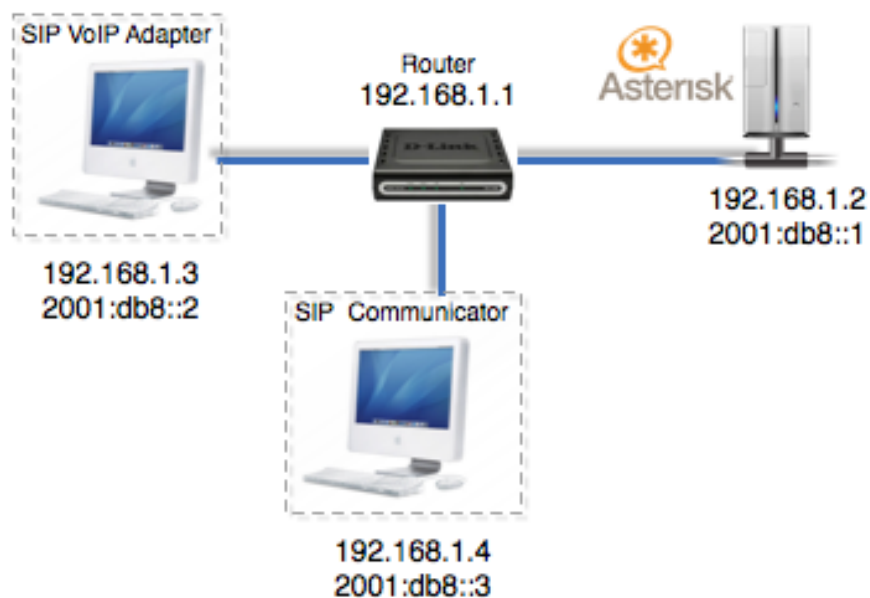 SIP VoIP Adapter
192.168.1.3
2001:db8::2
Router
192.168.1.1
D-Link
Asterisk
192.168.1.2
2001:db8::1
SIP Communicator
192.168.1.4
2001:db8::3